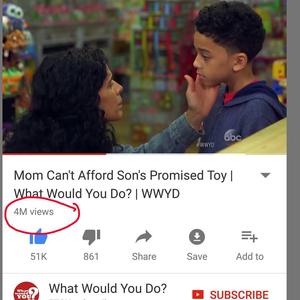 abc
#WWYD
Mom Can't Afford Son's Promised Toy |
What Would You Do? | WWYD
4M views
51K
861
Share
Save
Add to
What Would You Do?
SUBSCRIBE